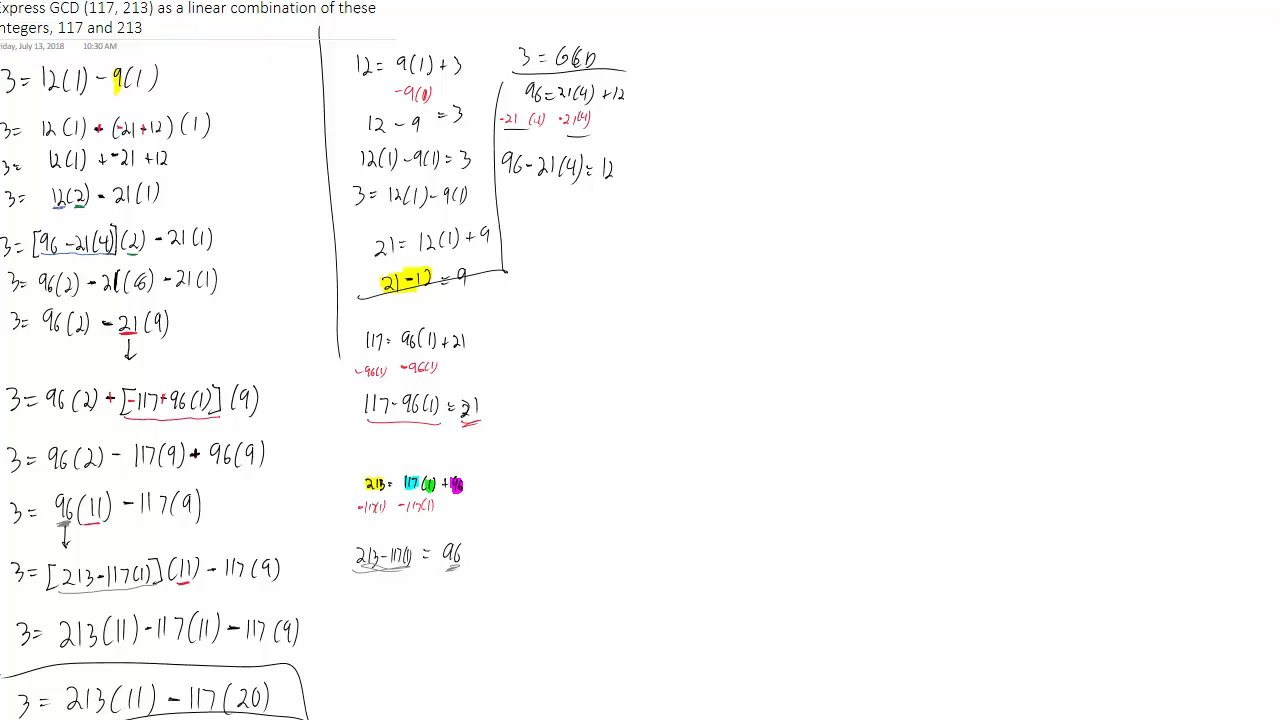 Express GCD (117, 213) as a linear combination of these
ntegers, 117 and 213
riday, July 13, 2018 10:30 AM
3 = 12(1) - 9(1)
3 = 12(1) + (-21+12)(1)
3 = 12(1) + -21 +12
3 = 12(2) - 21(1)
3 = [96 - 21(4)](2) - 21(1)
3 = 96(2) - 21(8) - 21(1)
3 = 96(2) - 21(9)
3 = 96(2) + [-117+96(1)](9)
3 = 96(2) - 117(9) + 96(9)
3 = 96(11) - 117(9)
3 = [213-117(1)](11) - 117(9)
3 = 213(11) - 117(11) - 117(9)
3 = 213(11) - 117(20)
12 = 9(1) + 3
-9(1)
12 - 9 = 3
12(1) - 9(1) = 3
3 = 12(1) - 9(1)
21 = 12(1) + 9
21-12 = 9
117 = 96(1) + 21
-96(1) -96(1)
117 - 96(1) = 21
213 = 117(1) + 96
-117(1) -117(1)
213-117(1) = 96
3 = GCD
96 = 21(4) + 12
-21(4) -21(4)
96 - 21(4) = 12